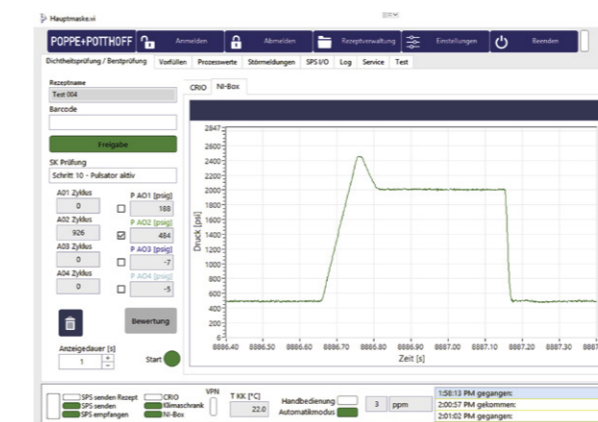 Hauptmaske.vi
POPPE+POTTHOFF Anmelden Abmelden Rezeptverwaltung Einstellungen Beenden
Dichtheitsprüfung / Berstprüfung Vorfüllen Prozesswerte Störmeldungen SPS I/O Log Service Test
Rezeptname
Test 004
Barcode
Freigabe
SK Prüfung
Schritt 10 - Pulsator aktiv
A01 Zyklus P AO1 [psig]
0 188
A02 Zyklus P AO2 [psig]
926 484
A03 Zyklus P AO3 [psig]
0 -7
A04 Zyklus P AO4 [psig]
0 -5
Bewertung
Anzeigedauer [s]
1 Start
CRIO NI-Box
Druck [psi]
2847
2600
2400
2200
2000
1800
1600
1400
1200
1000
800
600
400
200
6
8886.40 8886.50 8886.60 8886.70 8886.80 8886.90 8887.00 8887.10 8887.20 8887.30 8887
Zeit [s]
SPS senden Rezept CRIO VPN T KK [°C] Handbedienung 3 ppm
SPS senden Klimaschrank 22.0 Automatikmodus
SPS empfangen NI-Box
1:58:13 PM gegangen:
2:00:57 PM gekommen:
2:01:02 PM gegangen: